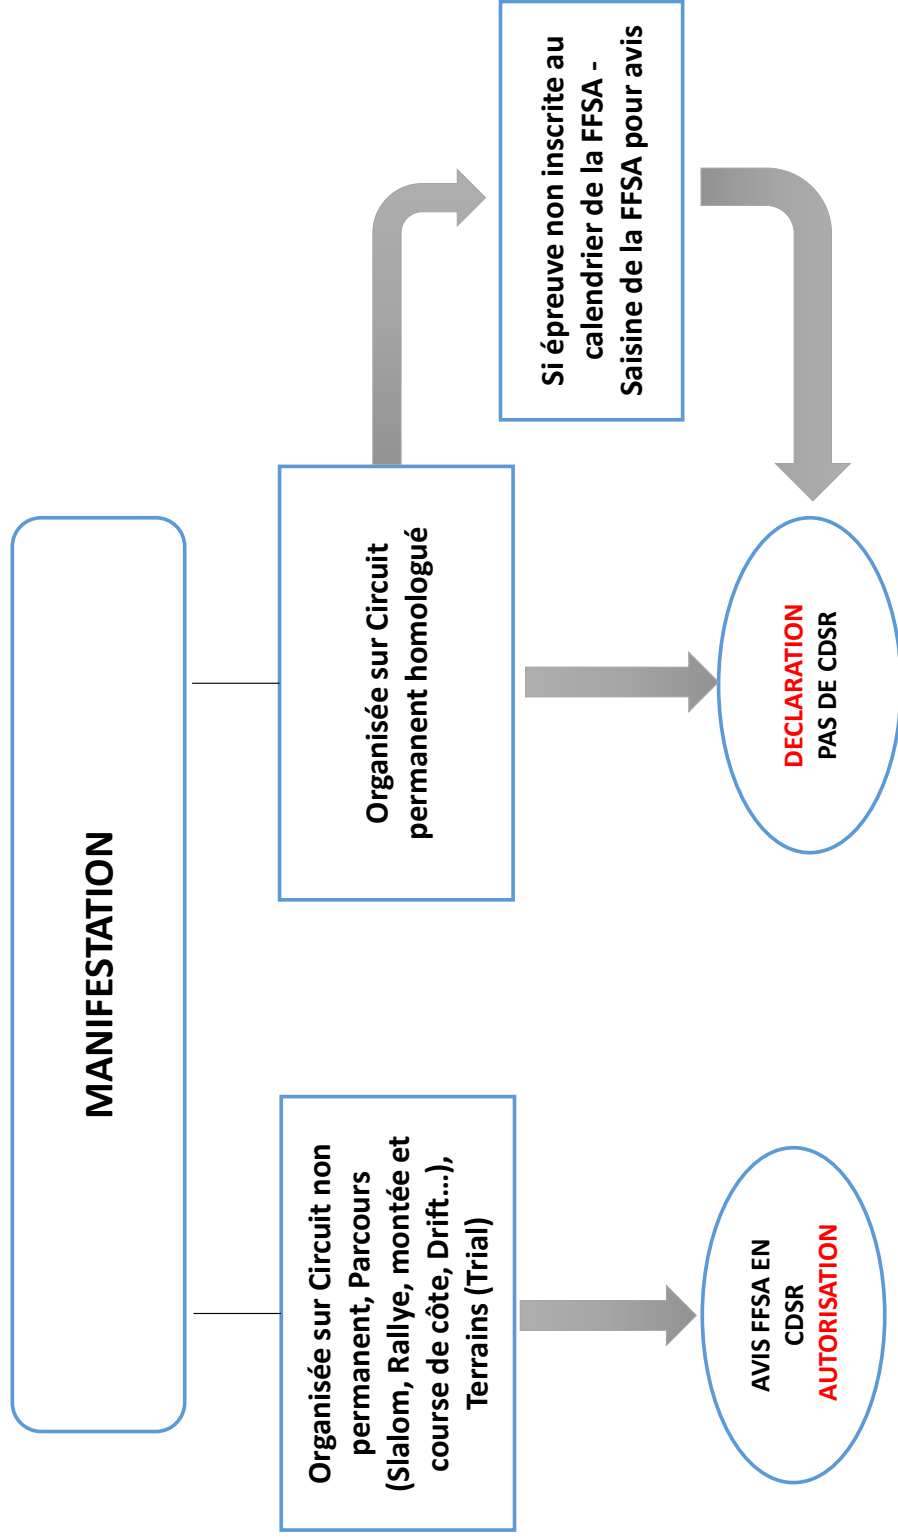 MANIFESTATION
Organisée sur Circuit non
permanent, Parcours
(Slalom, Rallye, montée et
course de côte, Drift...),
Terrains (Trial)
Organisée sur Circuit
permanent homologué
Si épreuve non inscrite au
calendrier de la FFSA -
Saisine de la FFSA pour avis
AVIS FFSA EN
CDSR
AUTORISATION
DECLARATION
PAS DE CDSR